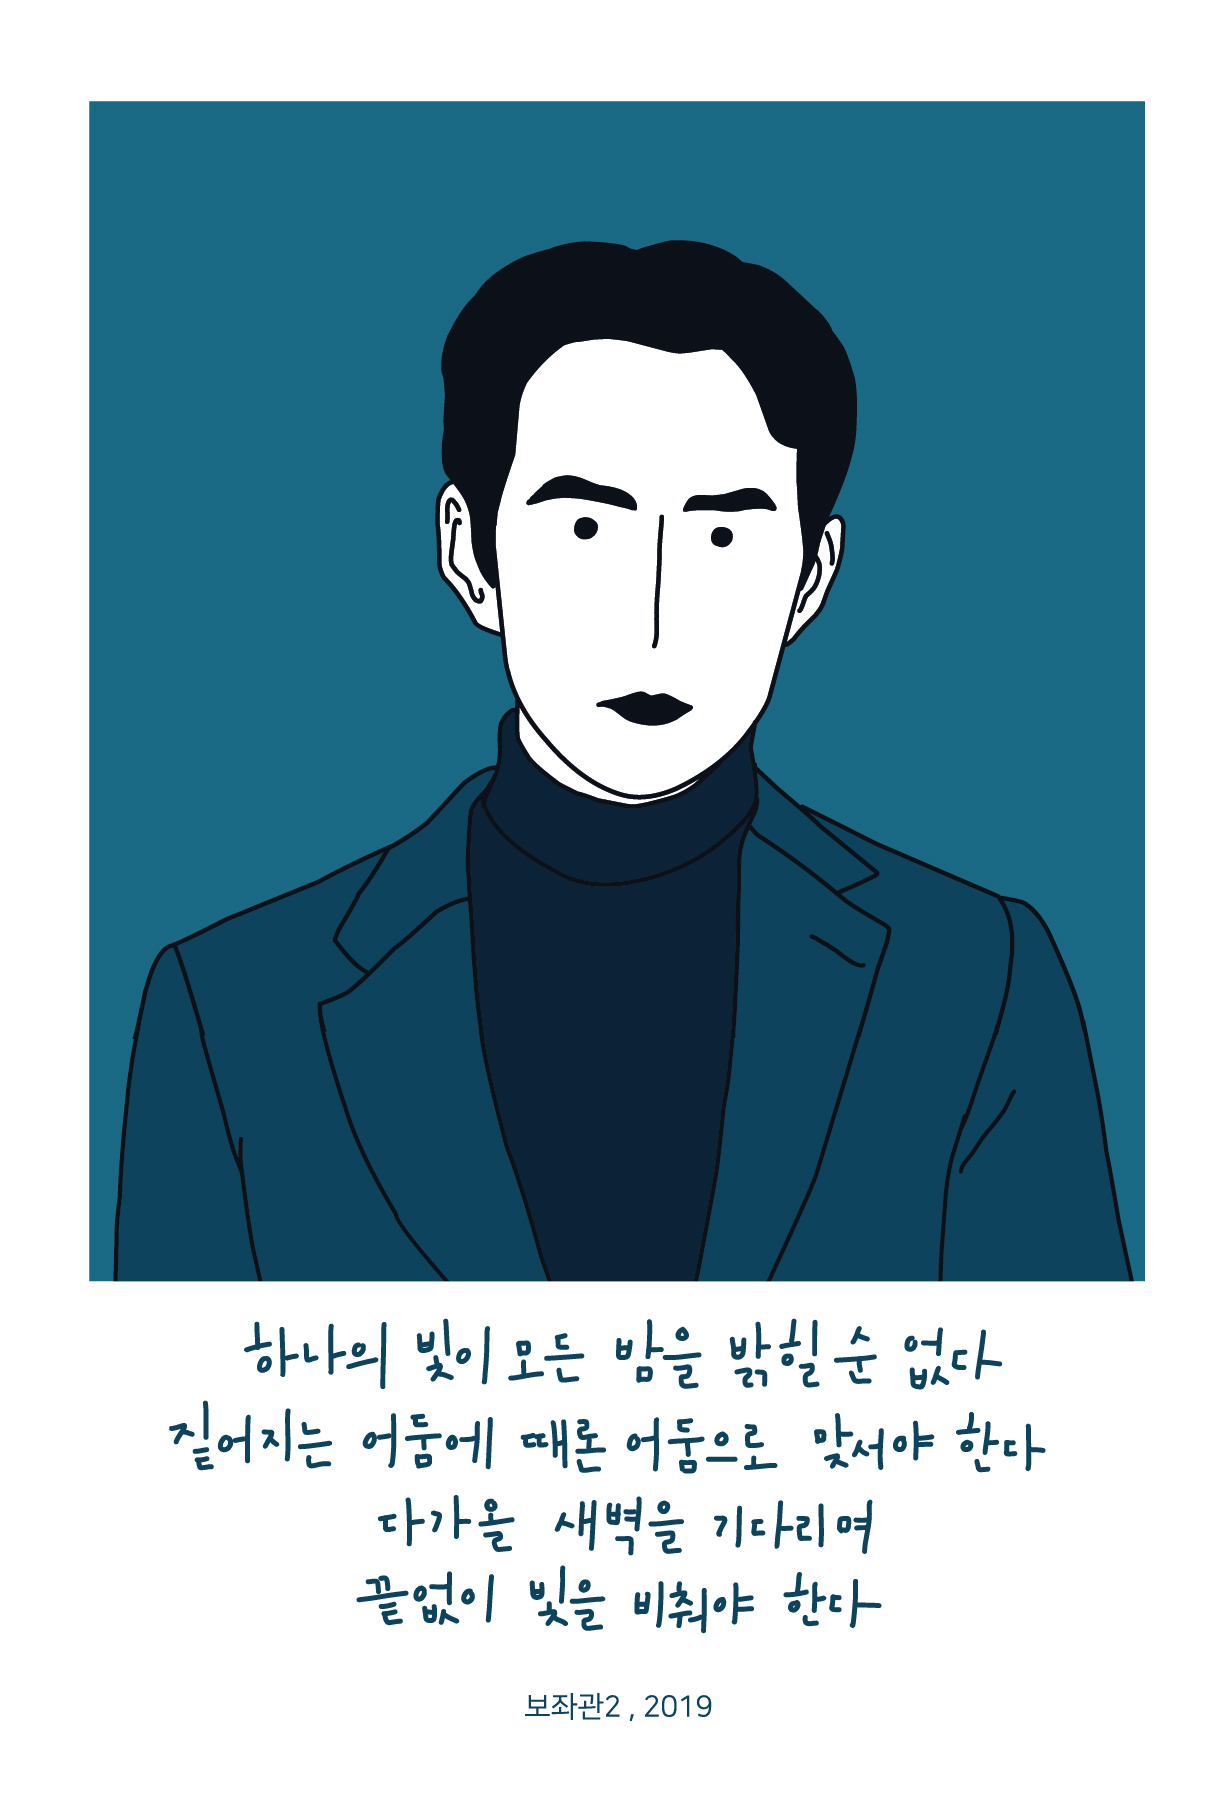 하나의 빛이 모든 밤을 밝힐 순 없다
짙어지는 어둠에 때론 어둠으로 맞서야 한다
다가올 새벽을 기다리며
끝없이 빛을 비춰야 한다
보좌관2 , 2019